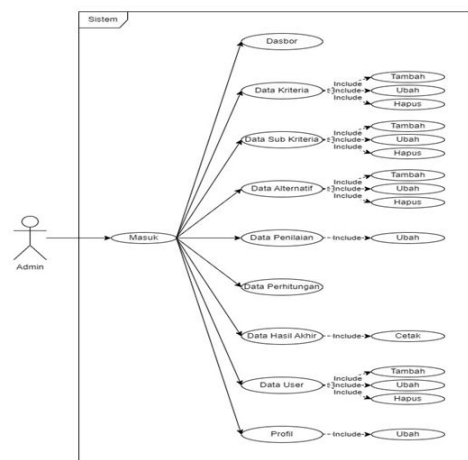 Sistem
Dasbor
Data Kriteria
Include
Include
Include
Tambah
Ubah
Hapus
Data Sub Kriteria
Include
Include
Include
Tambah
Ubah
Hapus
Data Alternatif
Include
Include
Include
Tambah
Ubah
Hapus
Admin
Masuk
Data Penilaian
Include
Ubah
Data Perhitungan
Data Hasil Akhir
Include
Cetak
Data User
Include
Include
Include
Tambah
Ubah
Hapus
Profil
Include
Ubah